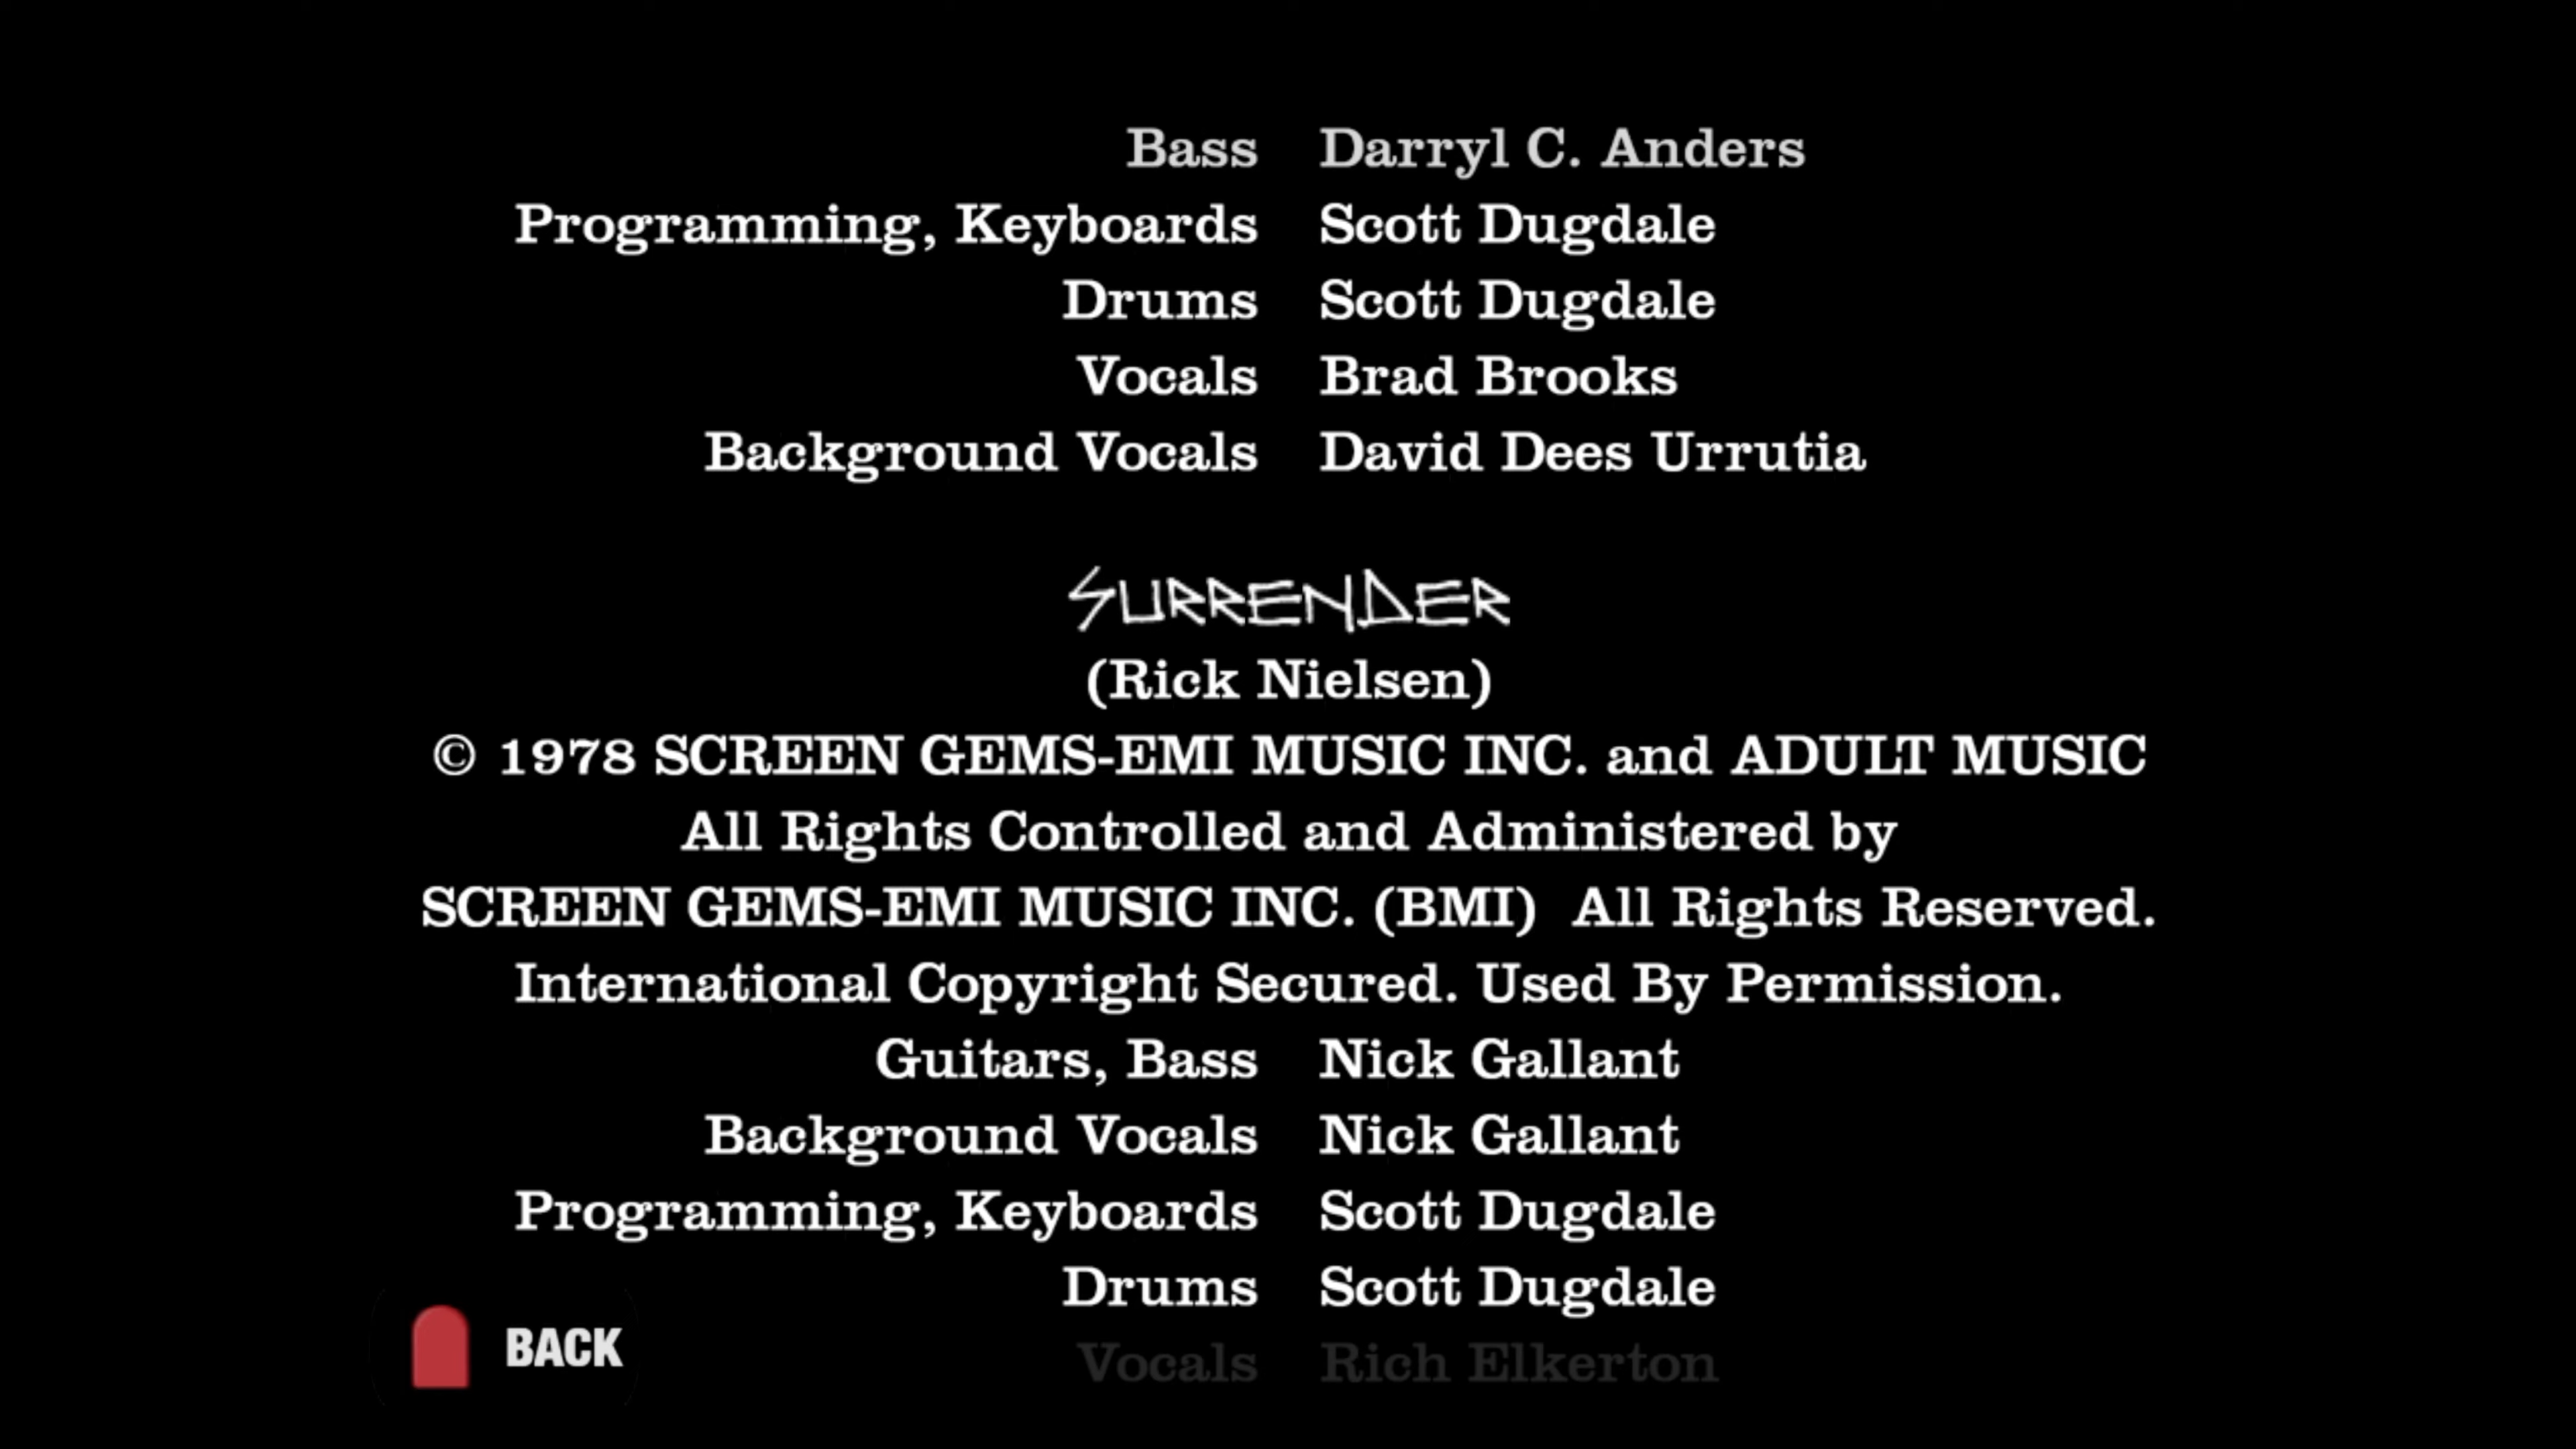 Bass Darryl C. Anders
Programming, Keyboards Scott Dugdale
Drums Scott Dugdale
Vocals Brad Brooks
Background Vocals David Dees Urrutia
SURRENDER
(Rick Nielsen)
© 1978 SCREEN GEMS-EMI MUSIC INC. and ADULT MUSIC
All Rights Controlled and Administered by
SCREEN GEMS-EMI MUSIC INC. (BMI)  All Rights Reserved.
International Copyright Secured. Used By Permission.
Guitars, Bass Nick Gallant
Background Vocals Nick Gallant
Programming, Keyboards Scott Dugdale
Drums Scott Dugdale
Vocals Rich Elkerton
BACK